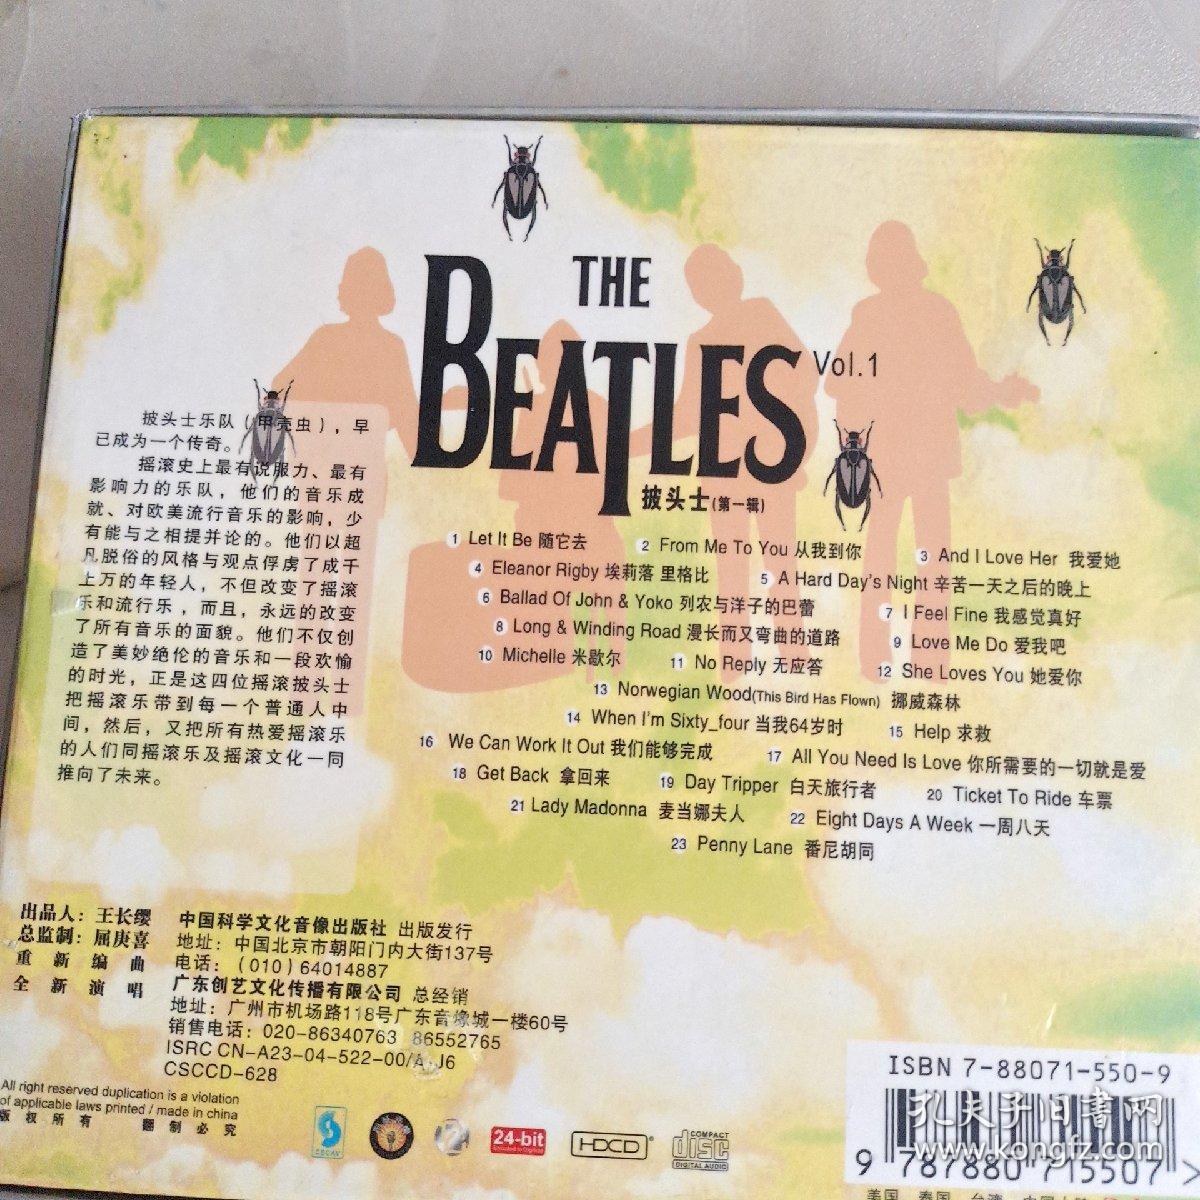 THE
BEATLES
Vol.1
披头士(第一辑)
披头士乐队(甲壳虫),早
已成为一个传奇。
摇滚史上最有说服力、最有
影响力的乐队,他们的音乐成
就、对欧美流行音乐的影响,少
有能与之相提并论的。他们以超
凡脱俗的风格与观点俘虏了成千
上万的年轻人,不但改变了摇滚
乐和流行乐,而且,永远的改变
了所有音乐的面貌。他们不仅创
造了美妙绝伦的音乐和一段欢愉
的时光,正是这四位摇滚披头士
把摇滚乐带到每一个普通人中
间,然后,又把所有热爱摇滚乐
的人们同摇滚乐及摇滚文化一同
推向了未来。
1 Let It Be 随它去 2 From Me To You 从我到你 3 And I Love Her 我爱她
4 Eleanor Rigby 埃莉落 里格比 5 A Hard Day's Night 辛苦一天之后的晚上
6 Ballad Of John & Yoko 列农与洋子的巴蕾 7 I Feel Fine 我感觉真好
8 Long & Winding Road 漫长而又弯曲的道路 9 Love Me Do 爱我吧
10 Michelle 米歇尔 11 No Reply 无应答 12 She Loves You 她爱你
13 Norwegian Wood(This Bird Has Flown) 挪威森林
14 When I'm Sixty_four 当我64岁时 15 Help 求救
16 We Can Work It Out 我们能够完成 17 All You Need Is Love 你所需要的一切就是爱
18 Get Back 拿回来 19 Day Tripper 白天旅行者 20 Ticket To Ride 车票
21 Lady Madonna 麦当娜夫人 22 Eight Days A Week 一周八天
23 Penny Lane 番尼胡同
出品人:王长缨
总监制:屈庚喜
重新编曲
全新演唱
中国科学文化音像出版社 出版发行
地址:中国北京市朝阳门内大街137号
电话:(010)64014887
广东创艺文化传播有限公司 总经销
地址:广州市机场路118号广东音像城一楼60号
销售电话:020-86340763 86552765
ISRC CN-A23-04-522-00/A.J6
CSCCD-628
All right reserved duplication is a violation
of applicable laws printed / made in china
版权所有 翻制必究
24-bit
HDCD
COMPACT
disc
DIGITAL AUDIO
ISBN 7-88071-550-9
9 787880 715507 >
孔夫子旧書网
www.kongfz.com